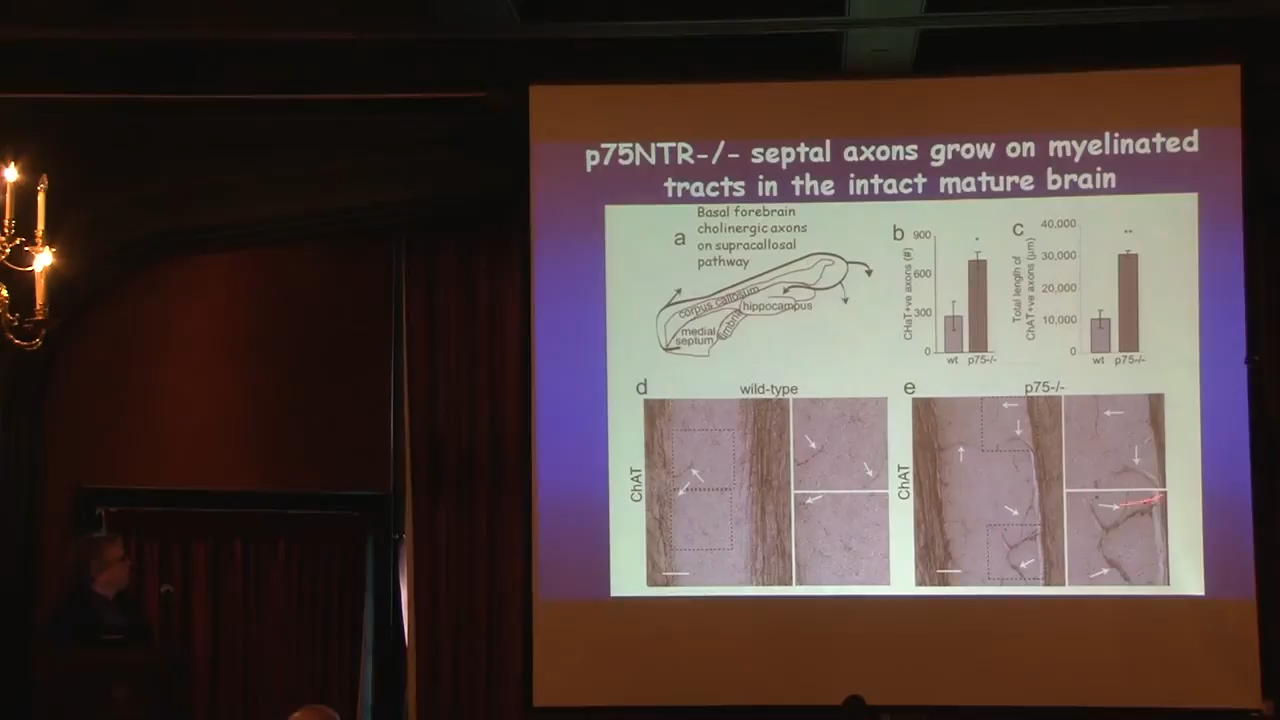 p75NTR-/- septal axons grow on myelinated
tracts in the intact mature brain
a
Basal forebrain
cholinergic axons
on supracallosal
pathway
corpus callosum
hippocampus
fimbria
medial
septum
b
CHaT+ve axons (#)
900
600
300
0
*
wt p75-/-
c
Total length of
ChAT+ve axons (μm)
40,000
30,000
20,000
10,000
0
**
wt p75-/-
d
wild-type
ChAT
e
p75-/-
ChAT